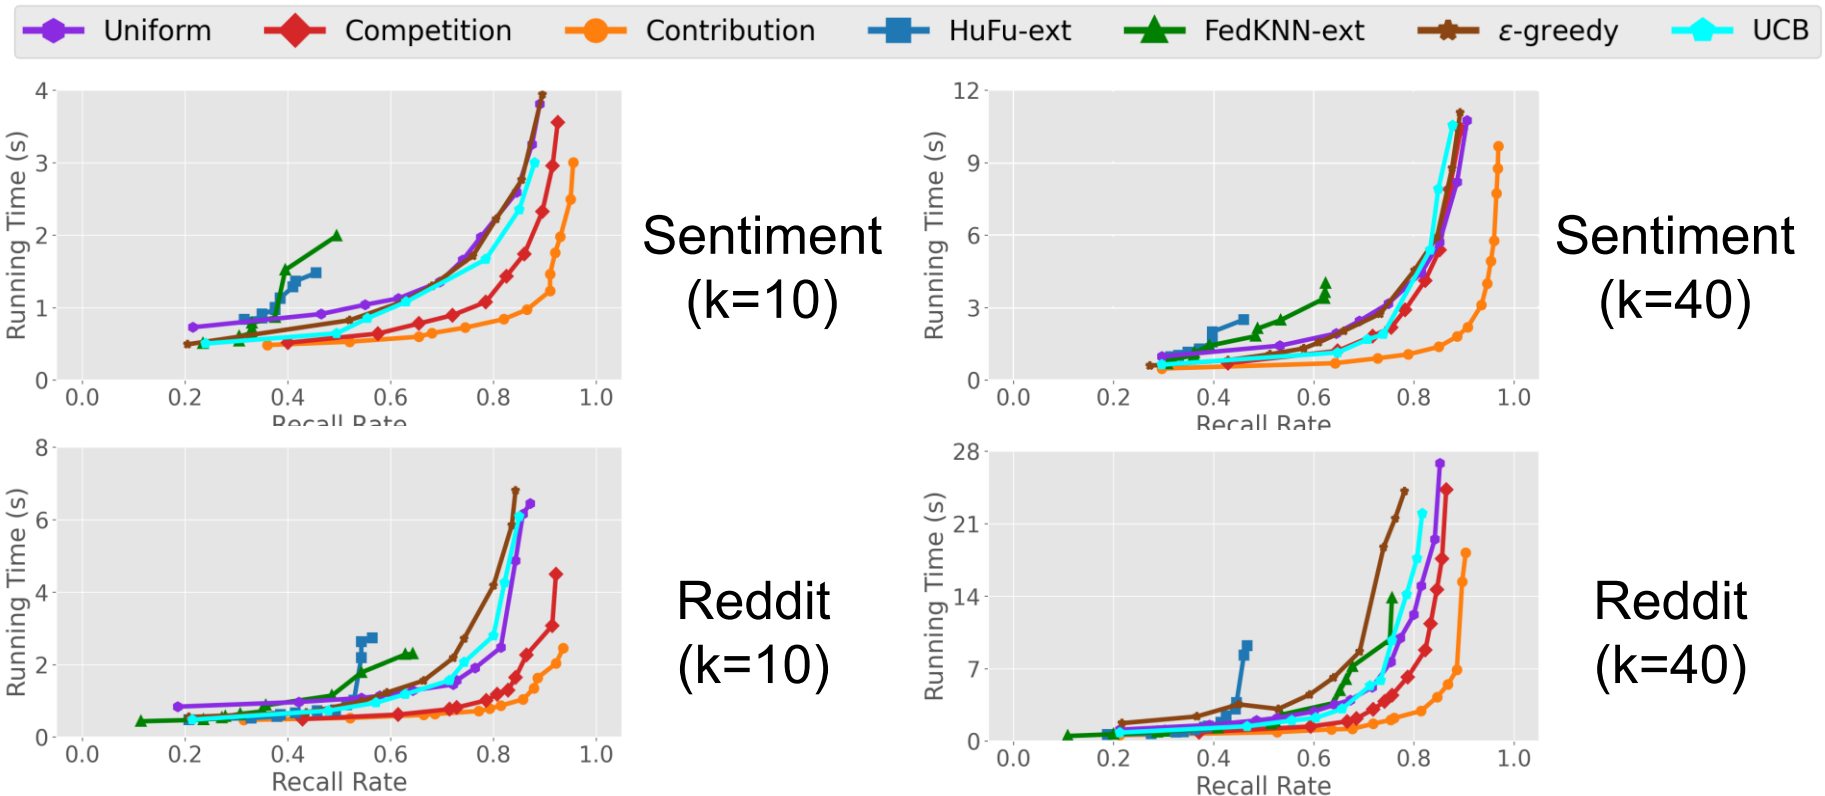 Uniform Competition Contribution HuFu-ext FedKNN-ext ε-greedy UCB
4
3
2
1
0
Running Time (s)
0.0 0.2 0.4 0.6 0.8 1.0
Recall Rate
Sentiment
(k=10)
12
9
6
3
0
Running Time (s)
0.0 0.2 0.4 0.6 0.8 1.0
Recall Rate
Sentiment
(k=40)
8
6
4
2
0
Running Time (s)
0.0 0.2 0.4 0.6 0.8 1.0
Recall Rate
Reddit
(k=10)
28
21
14
7
0
Running Time (s)
0.0 0.2 0.4 0.6 0.8 1.0
Recall Rate
Reddit
(k=40)